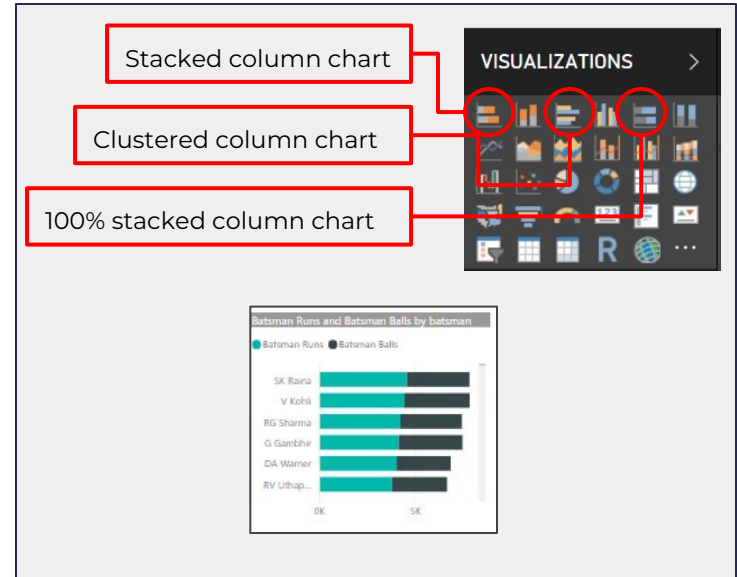 Stacked column chart
VISUALIZATIONS >
Clustered column chart
100% stacked column chart
123
R
...
Batsman Runs and Batsman Balls by batsman
Batsman Runs Batsman Balls
SK Raina
V Kohli
RG Sharma
G Gambhir
DA Warner
RV Uthap...
0K 5K